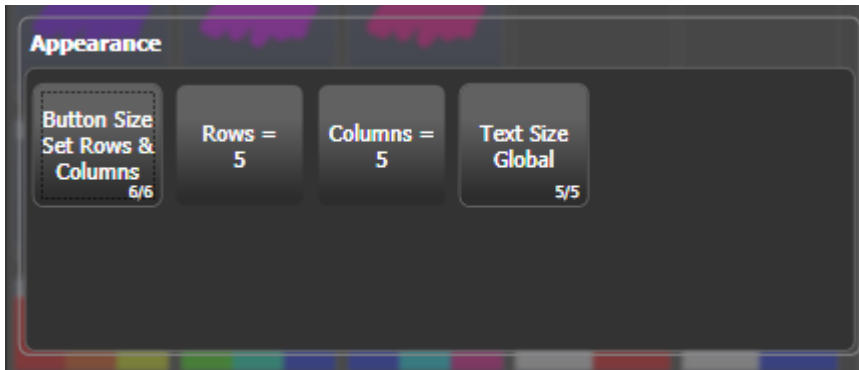 Appearance
Button Size
Set Rows &
Columns
6/6
Rows =
5
Columns =
5
Text Size
Global
5/5